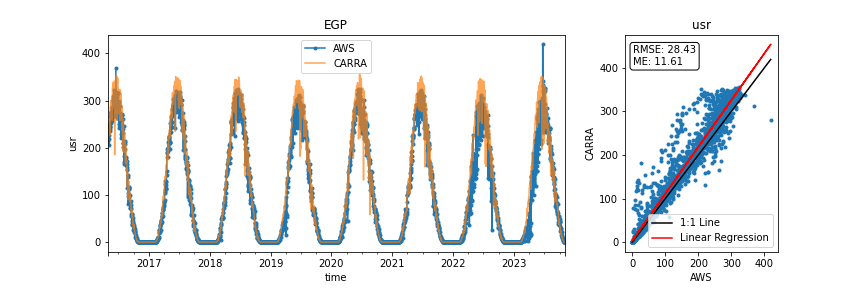 EGP
usr
400
300
200
100
0
2017
2018
2019
2020
2021
2022
2023
time
AWS
CARRA
usr
RMSE: 28.43
ME: 11.61
CARRA
400
300
200
100
0
0
100
200
300
400
AWS
1:1 Line
Linear Regression